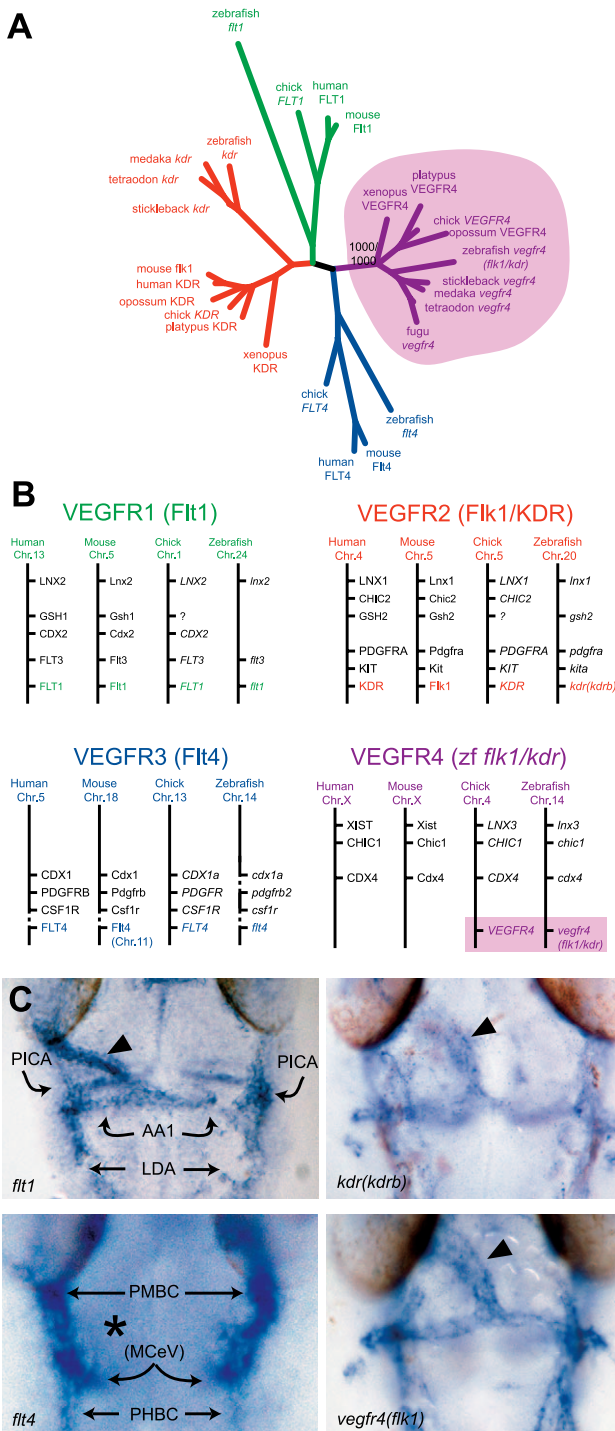 A
zebrafish
flt1
chick
FLT1
human
FLT1
mouse
Flt1
medaka kdr
zebrafish
kdr
tetraodon kdr
stickleback kdr
mouse flk1
human KDR
opossum KDR
chick KDR
platypus KDR
xenopus
KDR
platypus
VEGFR4
xenopus
VEGFR4
chick VEGFR4
opossum VEGFR4
1000/
1000
zebrafish vegfr4
(flk1/kdr)
stickleback vegfr4
medaka vegfr4
tetraodon vegfr4
fugu
vegfr4
chick
FLT4
zebrafish
flt4
mouse
Flt4
human
FLT4
B
VEGFR1 (Flt1)
Human Mouse Chick Zebrafish
Chr.13 Chr.5 Chr.1 Chr.24
LNX2 Lnx2 LNX2 lnx2
GSH1 Gsh1 ?
CDX2 Cdx2 CDX2
FLT3 Flt3 FLT3 flt3
FLT1 Flt1 FLT1 flt1
VEGFR2 (Flk1/KDR)
Human Mouse Chick Zebrafish
Chr.4 Chr.5 Chr.5 Chr.20
LNX1 Lnx1 LNX1 lnx1
CHIC2 Chic2 CHIC2
GSH2 Gsh2 ? gsh2
PDGFRA Pdgfra PDGFRA pdgfra
KIT Kit KIT kita
KDR Flk1 KDR kdr(kdrb)
VEGFR3 (Flt4)
Human Mouse Chick Zebrafish
Chr.5 Chr.18 Chr.13 Chr.14
CDX1 Cdx1 CDX1a cdx1a
PDGFRB Pdgfrb PDGFR pdgfrb2
CSF1R Csf1r CSF1R csf1r
FLT4 Flt4 FLT4 flt4
(Chr.11)
VEGFR4 (zf flk1/kdr)
Human Mouse Chick Zebrafish
Chr.X Chr.X Chr.4 Chr.14
XIST Xist LNX3 lnx3
CHIC1 Chic1 CHIC1 chic1
CDX4 Cdx4 CDX4 cdx4
VEGFR4 vegfr4
(flk1/kdr)
C
PICA PICA
AA1
LDA
flt1
kdr(kdrb)
PMBC
*
(MCeV)
PHBC
flt4
vegfr4(flk1)